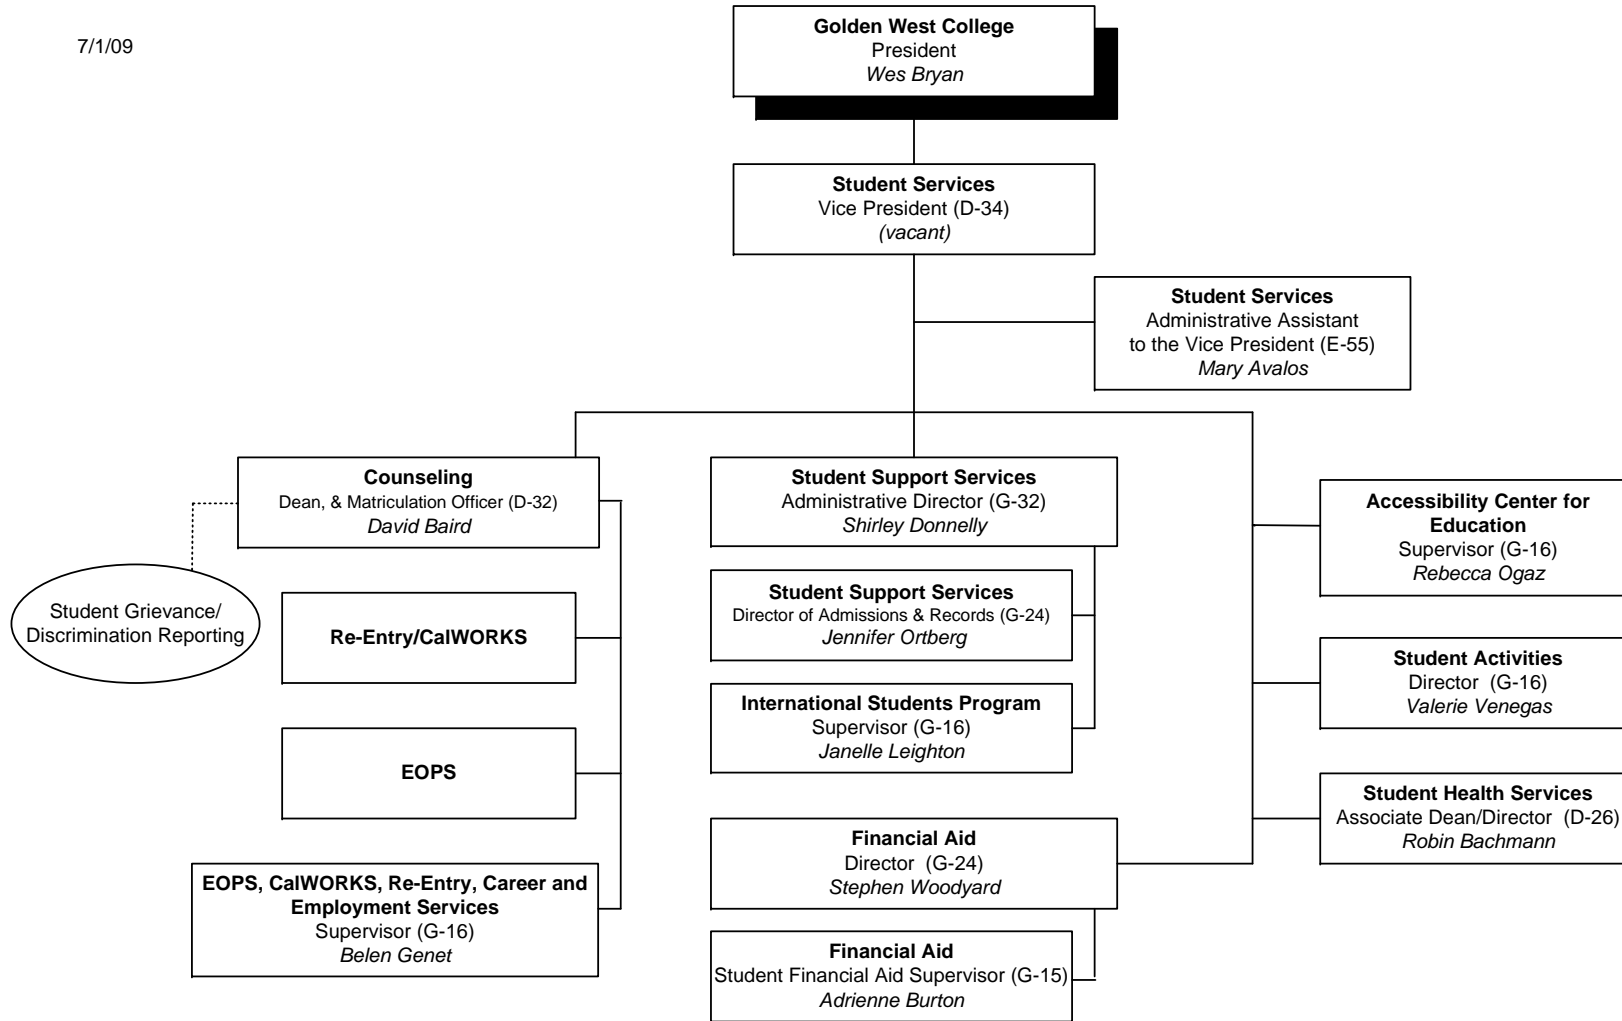 7/1/09
Golden West College
President
Wes Bryan
Student Services
Vice President (D-34)
(vacant)
Student Services
Administrative Assistant
to the Vice President (E-55)
Mary Avalos
Counseling
Dean, & Matriculation Officer (D-32)
David Baird
Student Grievance/
Discrimination Reporting
Re-Entry/CalWORKS
EOPS
EOPS, CalWORKS, Re-Entry, Career and
Employment Services
Supervisor (G-16)
Belen Genet
Student Support Services
Administrative Director (G-32)
Shirley Donnelly
Student Support Services
Director of Admissions & Records (G-24)
Jennifer Ortberg
International Students Program
Supervisor (G-16)
Janelle Leighton
Financial Aid
Director  (G-24)
Stephen Woodyard
Financial Aid
Student Financial Aid Supervisor (G-15)
Adrienne Burton
Accessibility Center for
Education
Supervisor (G-16)
Rebecca Ogaz
Student Activities
Director  (G-16)
Valerie Venegas
Student Health Services
Associate Dean/Director  (D-26)
Robin Bachmann